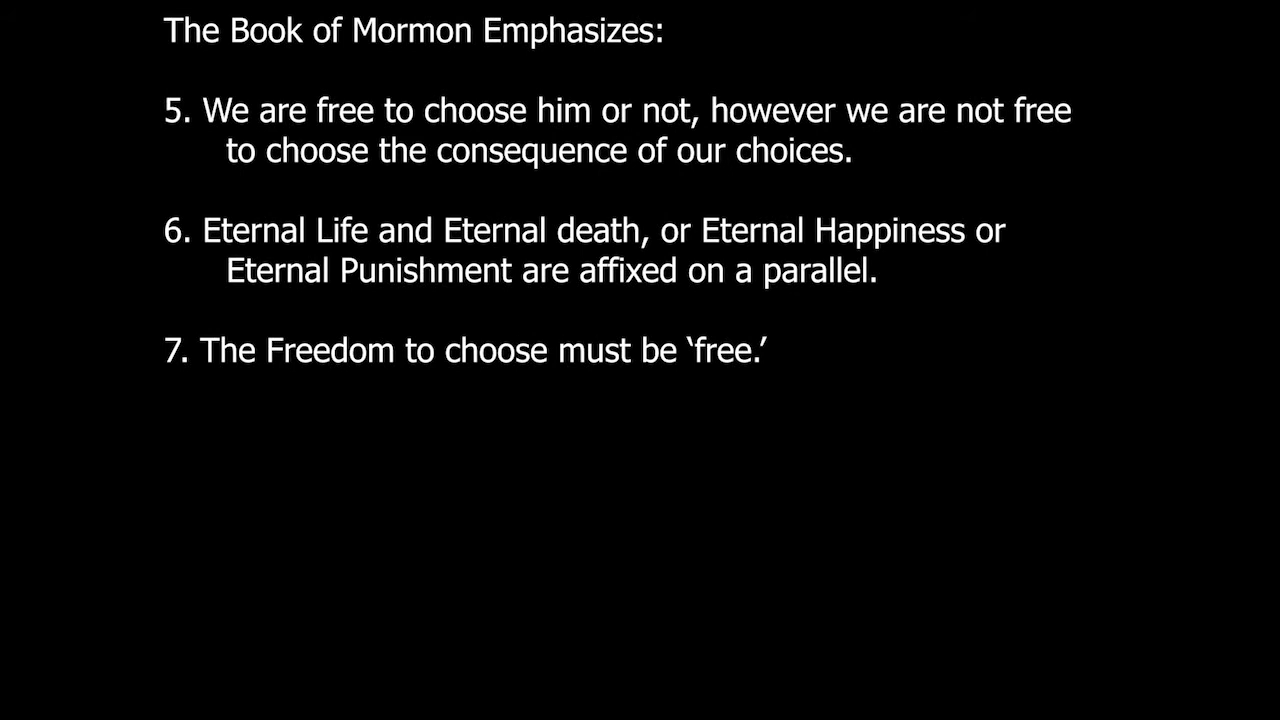 The Book of Mormon Emphasizes:
5. We are free to choose him or not, however we are not free
to choose the consequence of our choices.
6. Eternal Life and Eternal death, or Eternal Happiness or
Eternal Punishment are affixed on a parallel.
7. The Freedom to choose must be ‘free.’